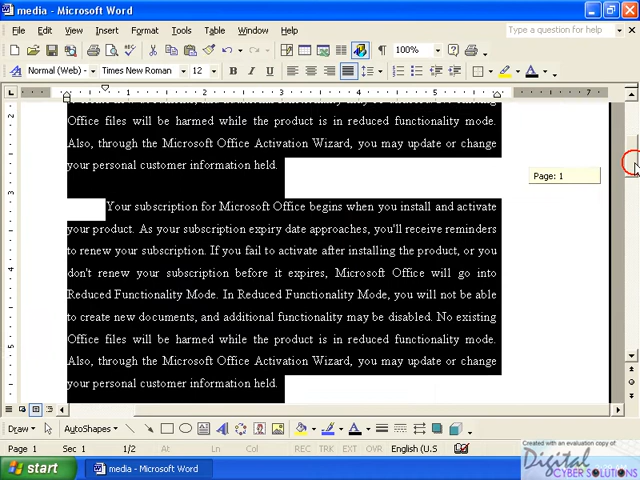 media - Microsoft Word
File Edit View Insert Format Tools Table Window Help Type a question for help
100%
Normal (Web) Times New Roman 12 B I U
1 1 2 3 4 5 7
Office files will be harmed while the product is in reduced functionality mode.
Also, through the Microsoft Office Activation Wizard, you may update or change
your personal customer information held.
Page: 1
Your subscription for Microsoft Office begins when you install and activate
your product. As your subscription expiry date approaches, you'll receive reminders
to renew your subscription. If you fail to activate after installing the product, or you
don't renew your subscription before it expires, Microsoft Office will go into
Reduced Functionality Mode. In Reduced Functionality Mode, you will not be able
to create new documents, and additional functionality may be disabled. No existing
Office files will be harmed while the product is in reduced functionality mode.
Also, through the Microsoft Office Activation Wizard, you may update or change
your personal customer information held.
Draw AutoShapes
Page 1 Sec 1 1/2 At Ln Col REC TRK EXT OVR English (U.S
start media - Microsoft Word
Created with an evaluation copy of
Digital
CYBER SOLUTIONS